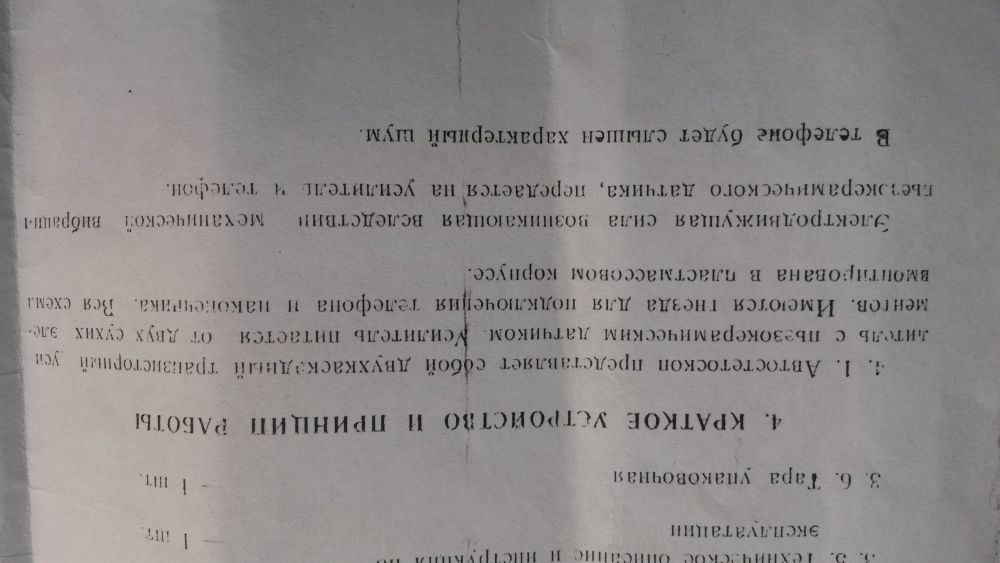 3. 5. Техническое описание и инструкция по
эксплуатации — 1 шт.
3. 6. Тара упаковочная — 1 шт.
4. КРАТКОЕ УСТРОЙСТВО И ПРИНЦИП РАБОТЫ
4. 1. Автостетоскоп представляет собой двухкаскадный транзисторный уси
литель с пьезокерамическим датчиком. Усилитель питается от двух сухих эле-
ментов. Имеются гнезда для подключения телефона и наконечника. Вся схема
вмонтирована в пластмассовом корпусе.
Электродвижущая сила возникающая вследствии механической вибрации
пьезэкерамического датчика, передается на усилитель и телефон.
В телефоне будет слышен характерный шум.